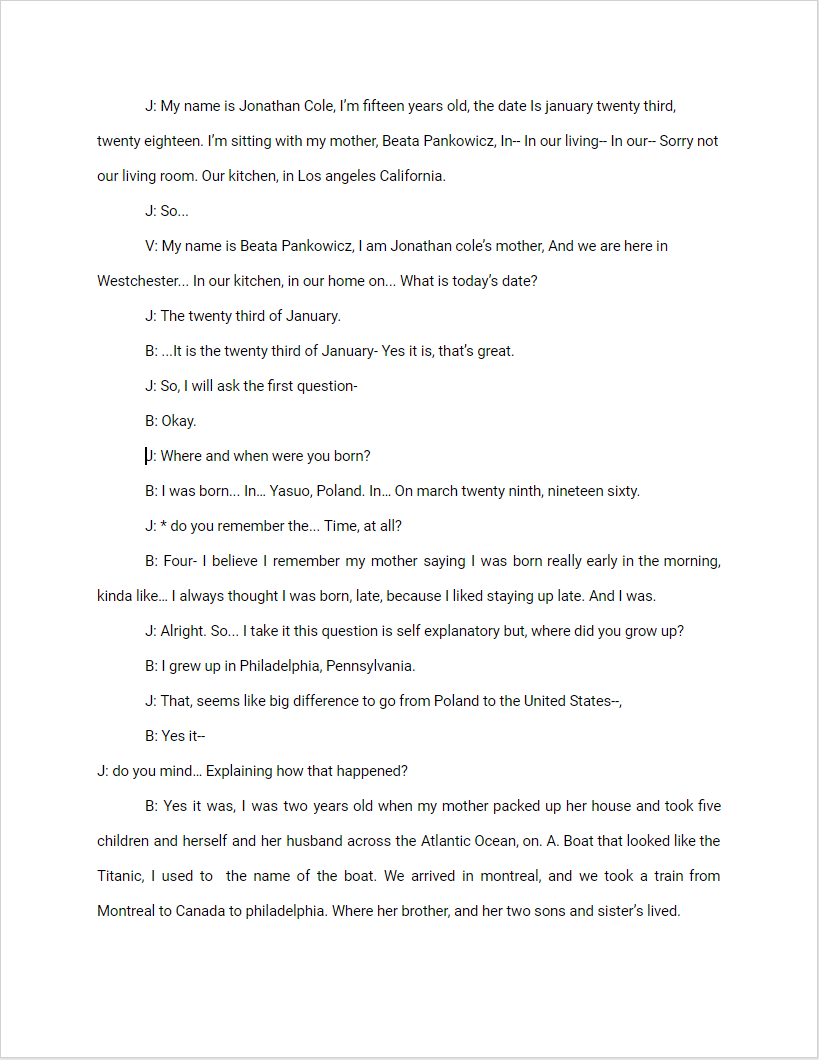 J: My name is Jonathan Cole, I’m fifteen years old, the date Is january twenty third,
twenty eighteen. I’m sitting with my mother, Beata Pankowicz, In-- In our living-- In our-- Sorry not
our living room. Our kitchen, in Los angeles California.
J: So...
V: My name is Beata Pankowicz, I am Jonathan cole’s mother, And we are here in
Westchester... In our kitchen, in our home on... What is today’s date?
J: The twenty third of January.
B: ...It is the twenty third of January- Yes it is, that’s great.
J: So, I will ask the first question-
B: Okay.
J: Where and when were you born?
B: I was born... In… Yasuo, Poland. In… On march twenty ninth, nineteen sixty.
J: * do you remember the... Time, at all?
B: Four- I believe I remember my mother saying I was born really early in the morning,
kinda like… I always thought I was born, late, because I liked staying up late. And I was.
J: Alright. So... I take it this question is self explanatory but, where did you grow up?
B: I grew up in Philadelphia, Pennsylvania.
J: That, seems like big difference to go from Poland to the United States--,
B: Yes it--
J: do you mind… Explaining how that happened?
B: Yes it was, I was two years old when my mother packed up her house and took five
children and herself and her husband across the Atlantic Ocean, on. A. Boat that looked like the
Titanic, I used to  the name of the boat. We arrived in montreal, and we took a train from
Montreal to Canada to philadelphia. Where her brother, and her two sons and sister’s lived.